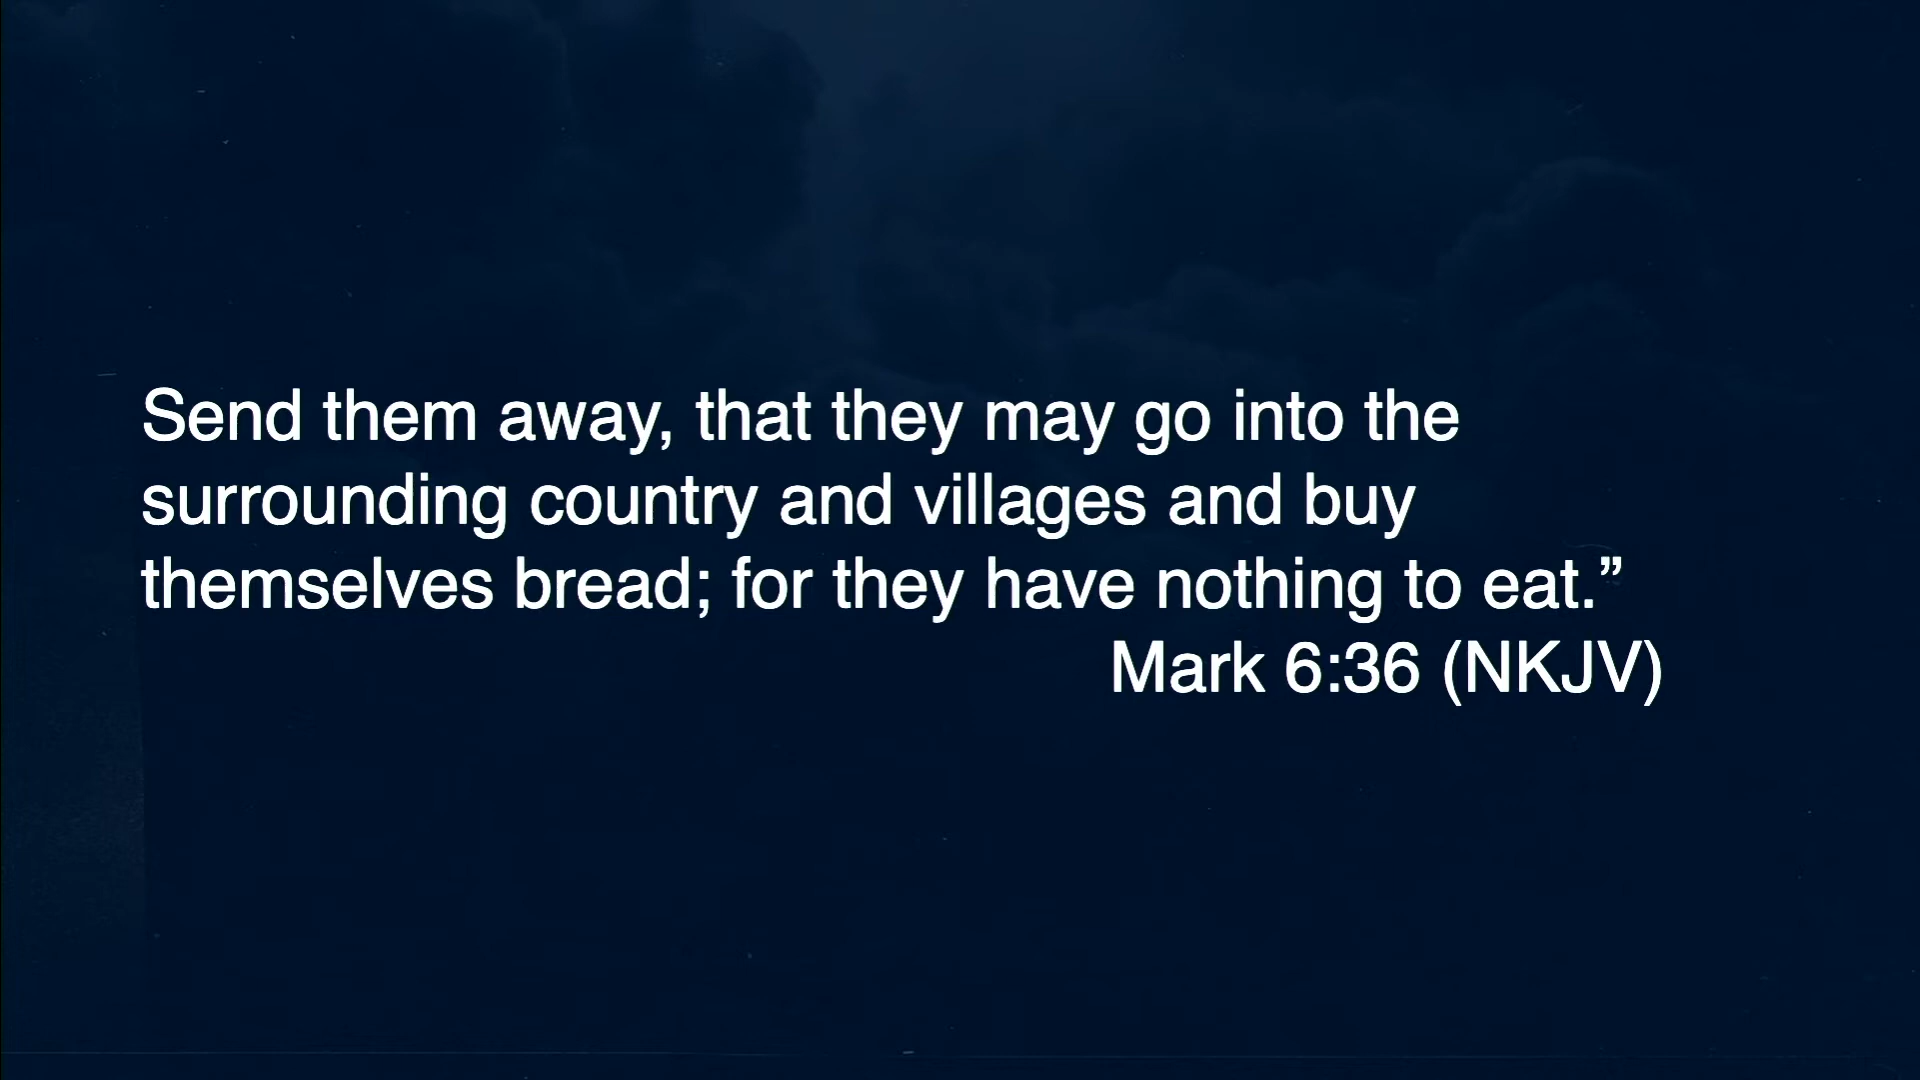 Send them away, that they may go into the
surrounding country and villages and buy
themselves bread; for they have nothing to eat.”
Mark 6:36 (NKJV)